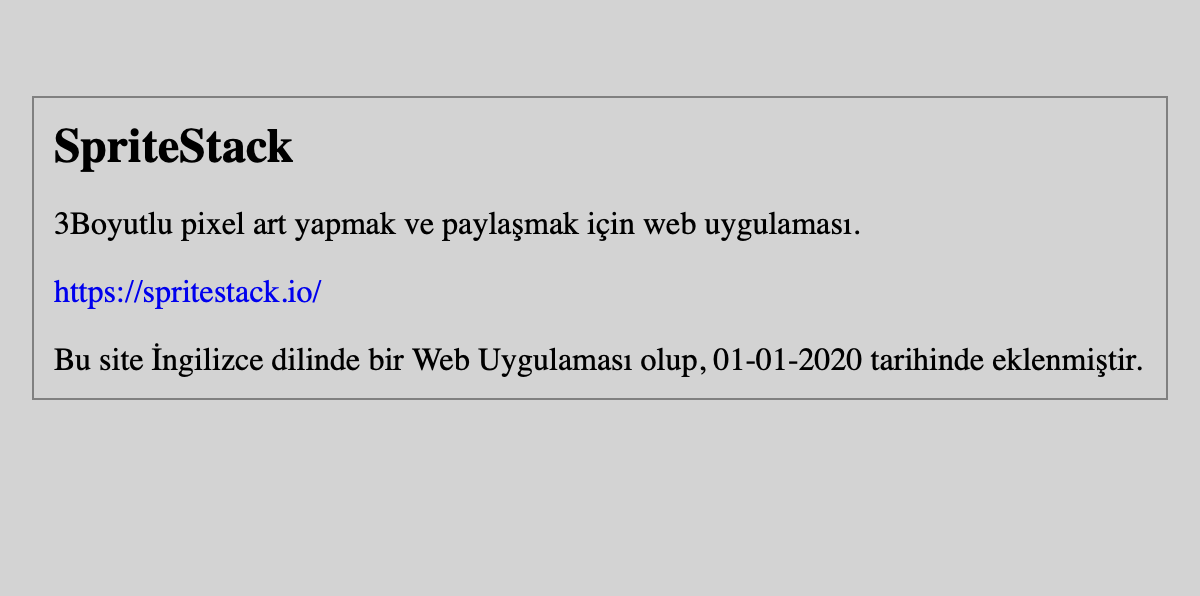 SpriteStack
3Boyutlu pixel art yapmak ve paylaşmak için web uygulaması.
https://spritestack.io/
Bu site İngilizce dilinde bir Web Uygulaması olup, 01-01-2020 tarihinde eklenmiştir.